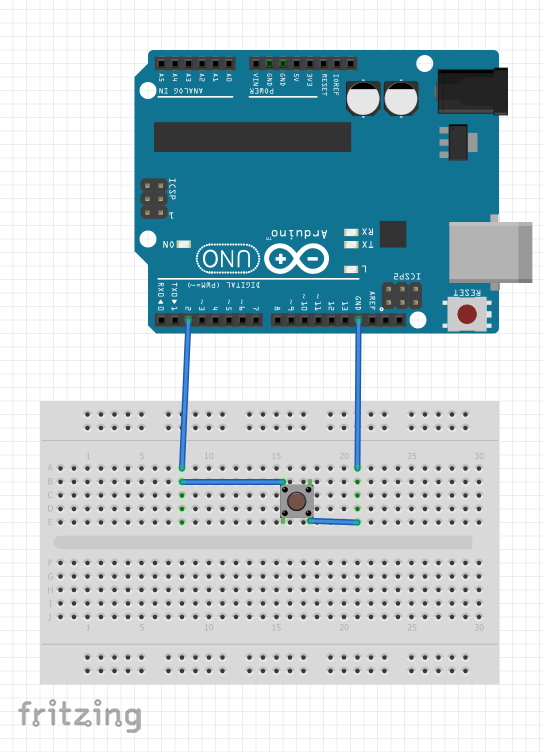 A5 A4 A3 A2 A1 A0 VIN GND GND 5V 3V3 RESET IOREF
ANALOG IN POWER
ICSP
1
ON
UNO
Arduino™
RX
TX
L
ICSP2
RESET
DIGITAL (PWM=~)
RXD◄0 TXD►1 2 ~3 4 ~5 ~6 7 8 ~9 ~10 ~11 12 13 GND AREF
1 5 10 15 20 25 30
A
B
C
D
E
F
G
H
I
J
1 5 10 15 20 25 30
fritzing